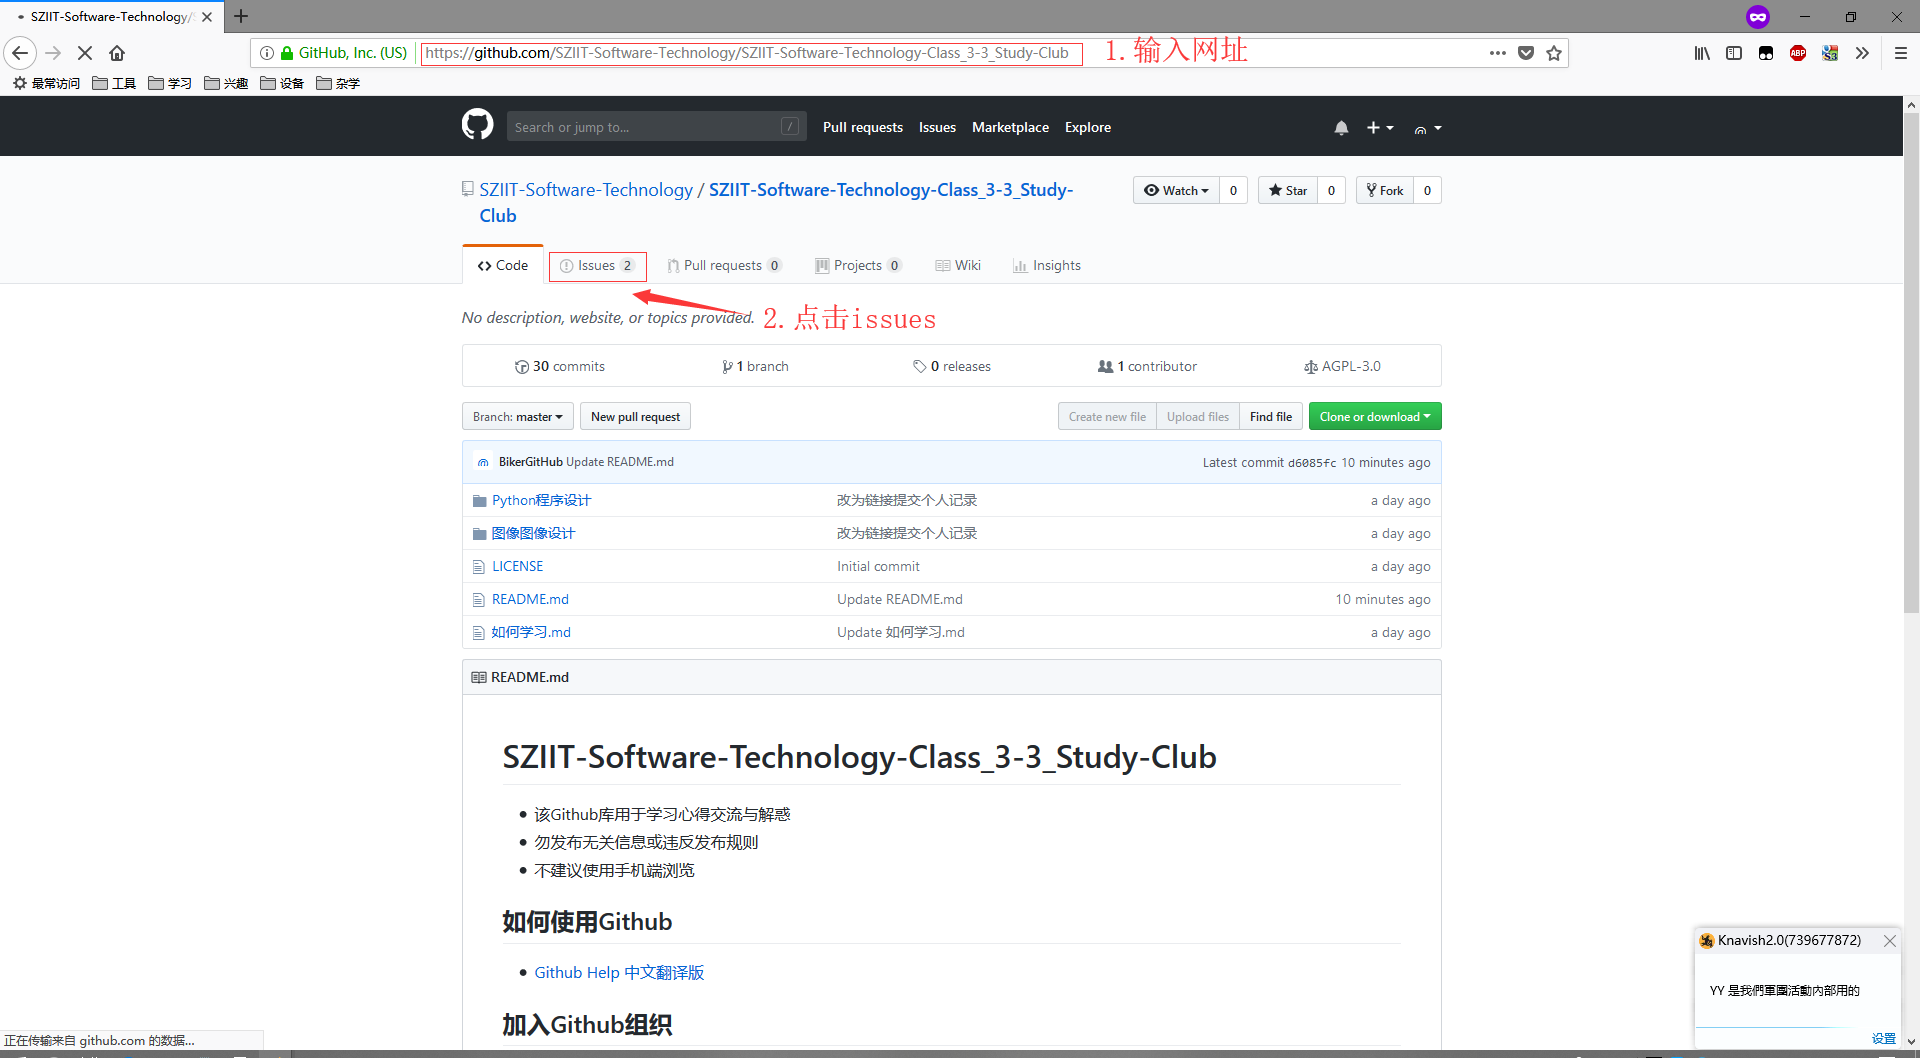 SZIIT-Software-Technology/
GitHub, Inc. (US) https://github.com/SZIIT-Software-Technology/SZIIT-Software-Technology-Class_3-3_Study-Club 1.输入网址
最常访问 工具 学习 兴趣 设备 杂学
Search or jump to... / Pull requests Issues Marketplace Explore
SZIIT-Software-Technology / SZIIT-Software-Technology-Class_3-3_Study-
Club
Watch 0 Star 0 Fork 0
Code Issues 2 Pull requests 0 Projects 0 Wiki Insights
No description, website, or topics provided. 2.点击issues
30 commits 1 branch 0 releases 1 contributor AGPL-3.0
Branch: master New pull request Create new file Upload files Find file Clone or download
BikerGitHub Update README.md Latest commit d6085fc 10 minutes ago
Python程序设计 改为链接提交个人记录 a day ago
图像图像设计 改为链接提交个人记录 a day ago
LICENSE Initial commit a day ago
README.md Update README.md 10 minutes ago
如何学习.md Update 如何学习.md a day ago
README.md
SZIIT-Software-Technology-Class_3-3_Study-Club
该Github库用于学习心得交流与解惑
勿发布无关信息或违反发布规则
不建议使用手机端浏览
如何使用Github
Github Help 中文翻译版
加入Github组织
Knavish2.0(739677872)
YY 是我們軍團活動內部用的
设置
正在传输来自 github.com 的数据...